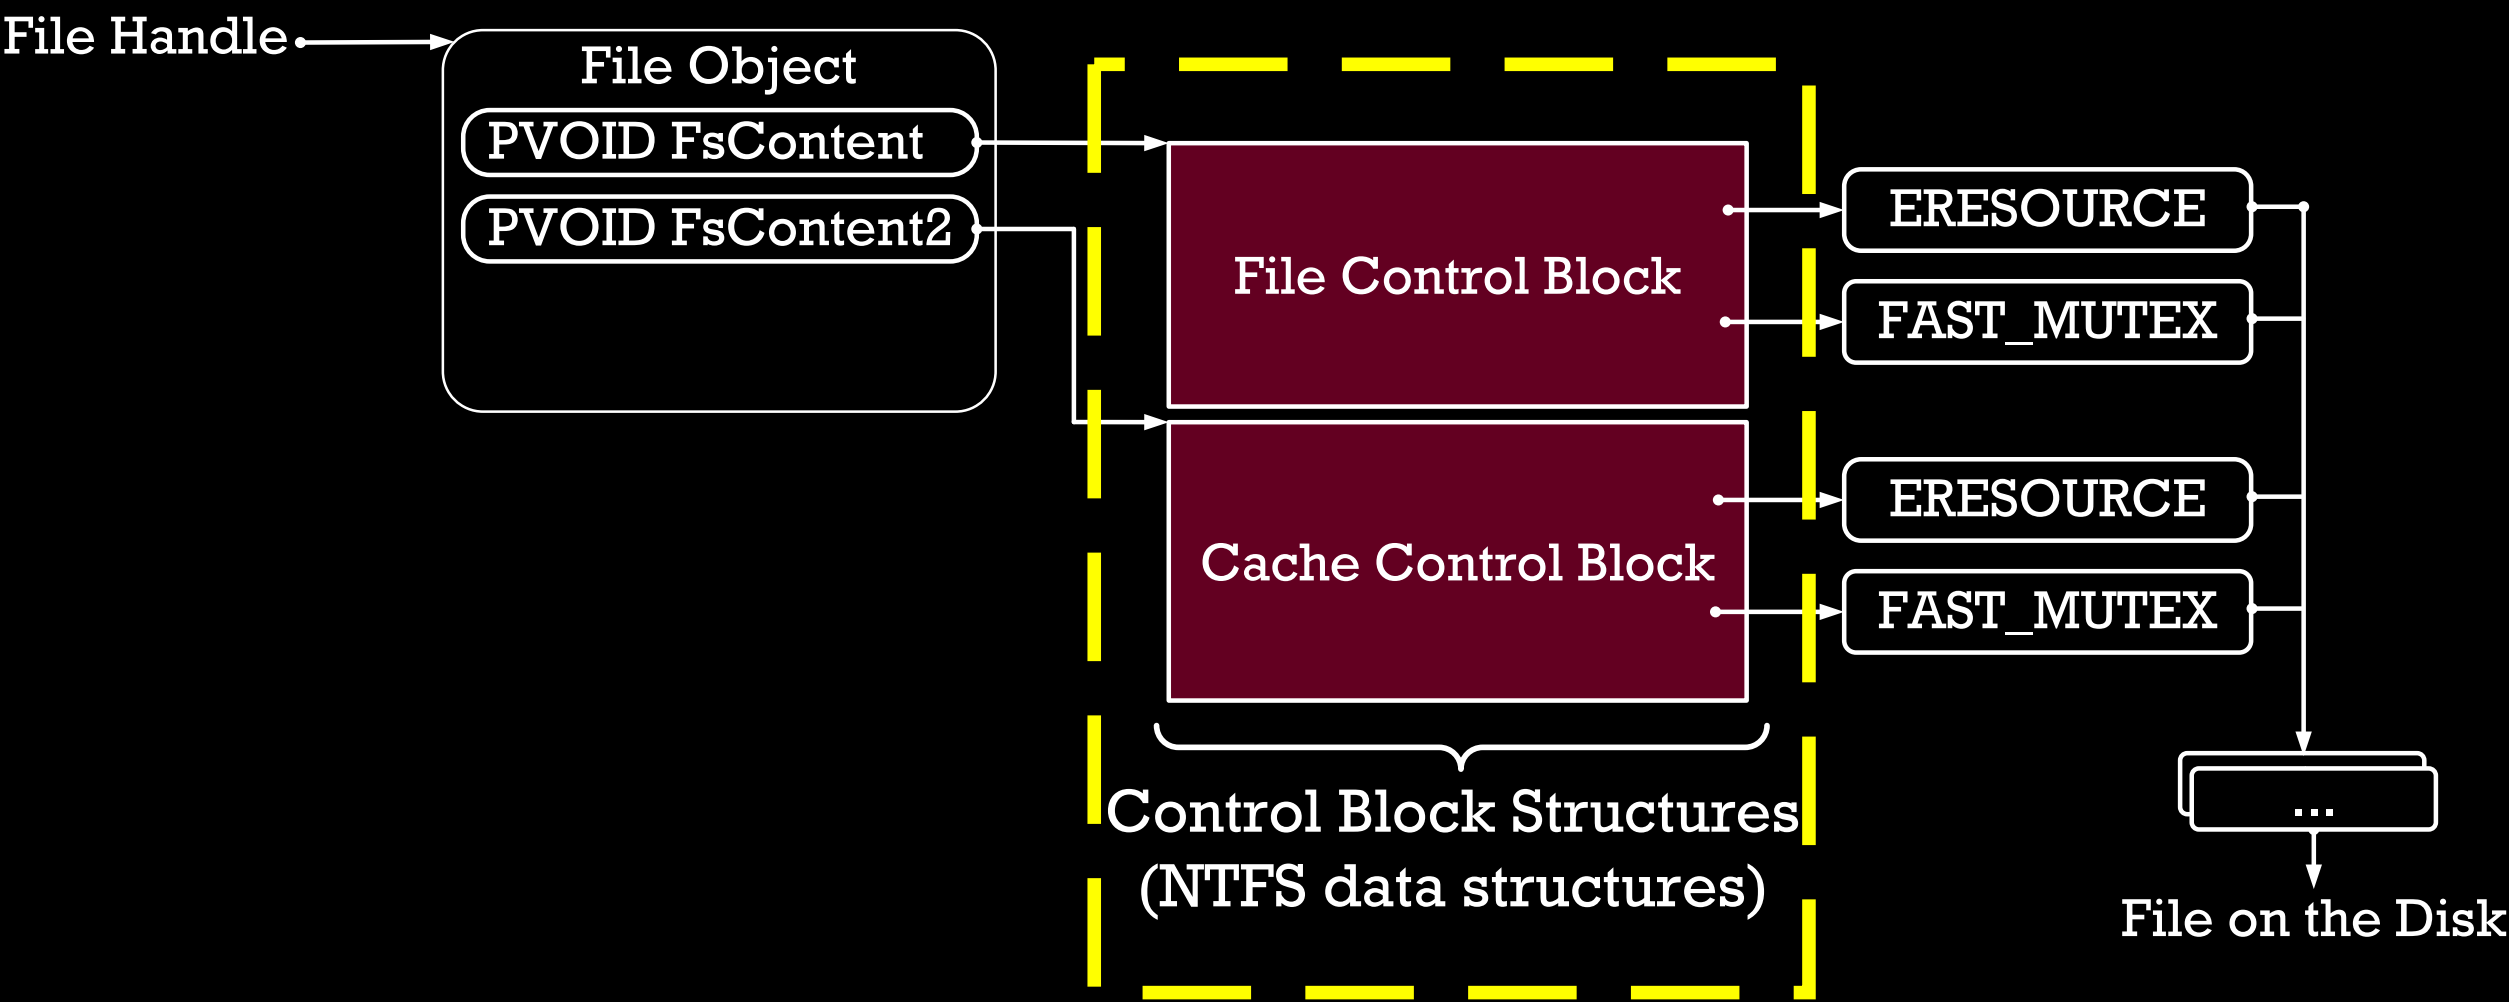 File Handle
File Object
PVOID FsContent
PVOID FsContent2
File Control Block
Cache Control Block
ERESOURCE
FAST_MUTEX
ERESOURCE
FAST_MUTEX
Control Block Structures
(NTFS data structures)
...
File on the Disk